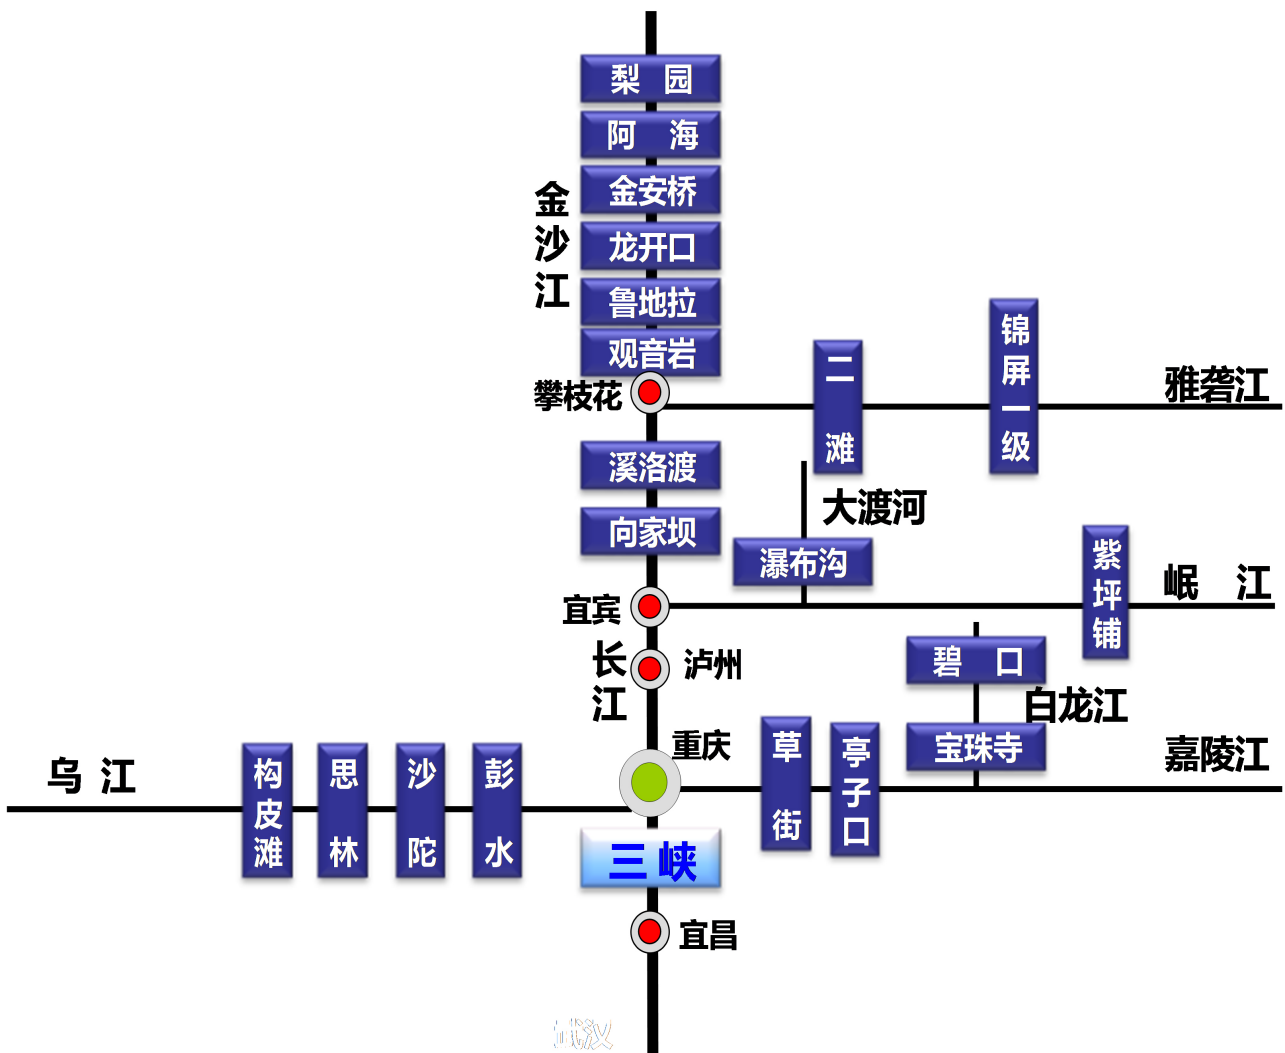 梨 园
阿 海
金安桥
金沙江
龙开口
鲁地拉
观音岩
攀枝花
二滩
锦屏一级
雅砻江
溪洛渡
向家坝
大渡河
瀑布沟
紫坪铺
岷 江
宜宾
长江
泸州
碧 口
白龙江
重庆
草街
亭子口
宝珠寺
嘉陵江
乌 江
构皮滩
思林
沙陀
彭水
三 峡
宜昌
武汉